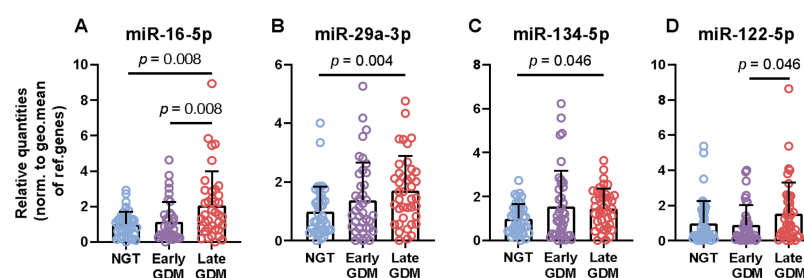 A
miR-16-5p
B
miR-29a-3p
C
miR-134-5p
D
miR-122-5p
Relative quantities
(norm. to geo.mean
of ref.genes)
10
8
6
4
2
0
p = 0.008
p = 0.008
NGT Early Late
GDM GDM
6
4
2
0
p = 0.004
NGT Early Late
GDM GDM
8
6
4
2
0
p = 0.046
NGT Early Late
GDM GDM
10
8
6
4
2
0
p = 0.046
NGT Early Late
GDM GDM